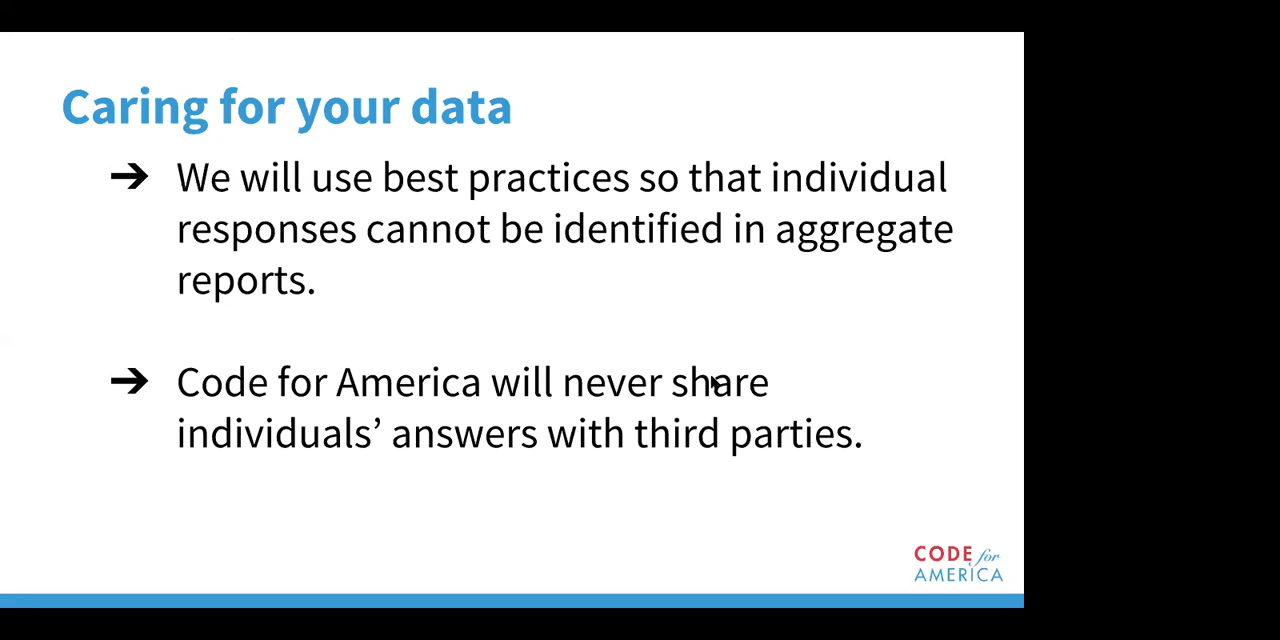 Caring for your data
➔ We will use best practices so that individual
responses cannot be identified in aggregate
reports.
➔ Code for America will never share
individuals’ answers with third parties.
CODE for
AMERICA